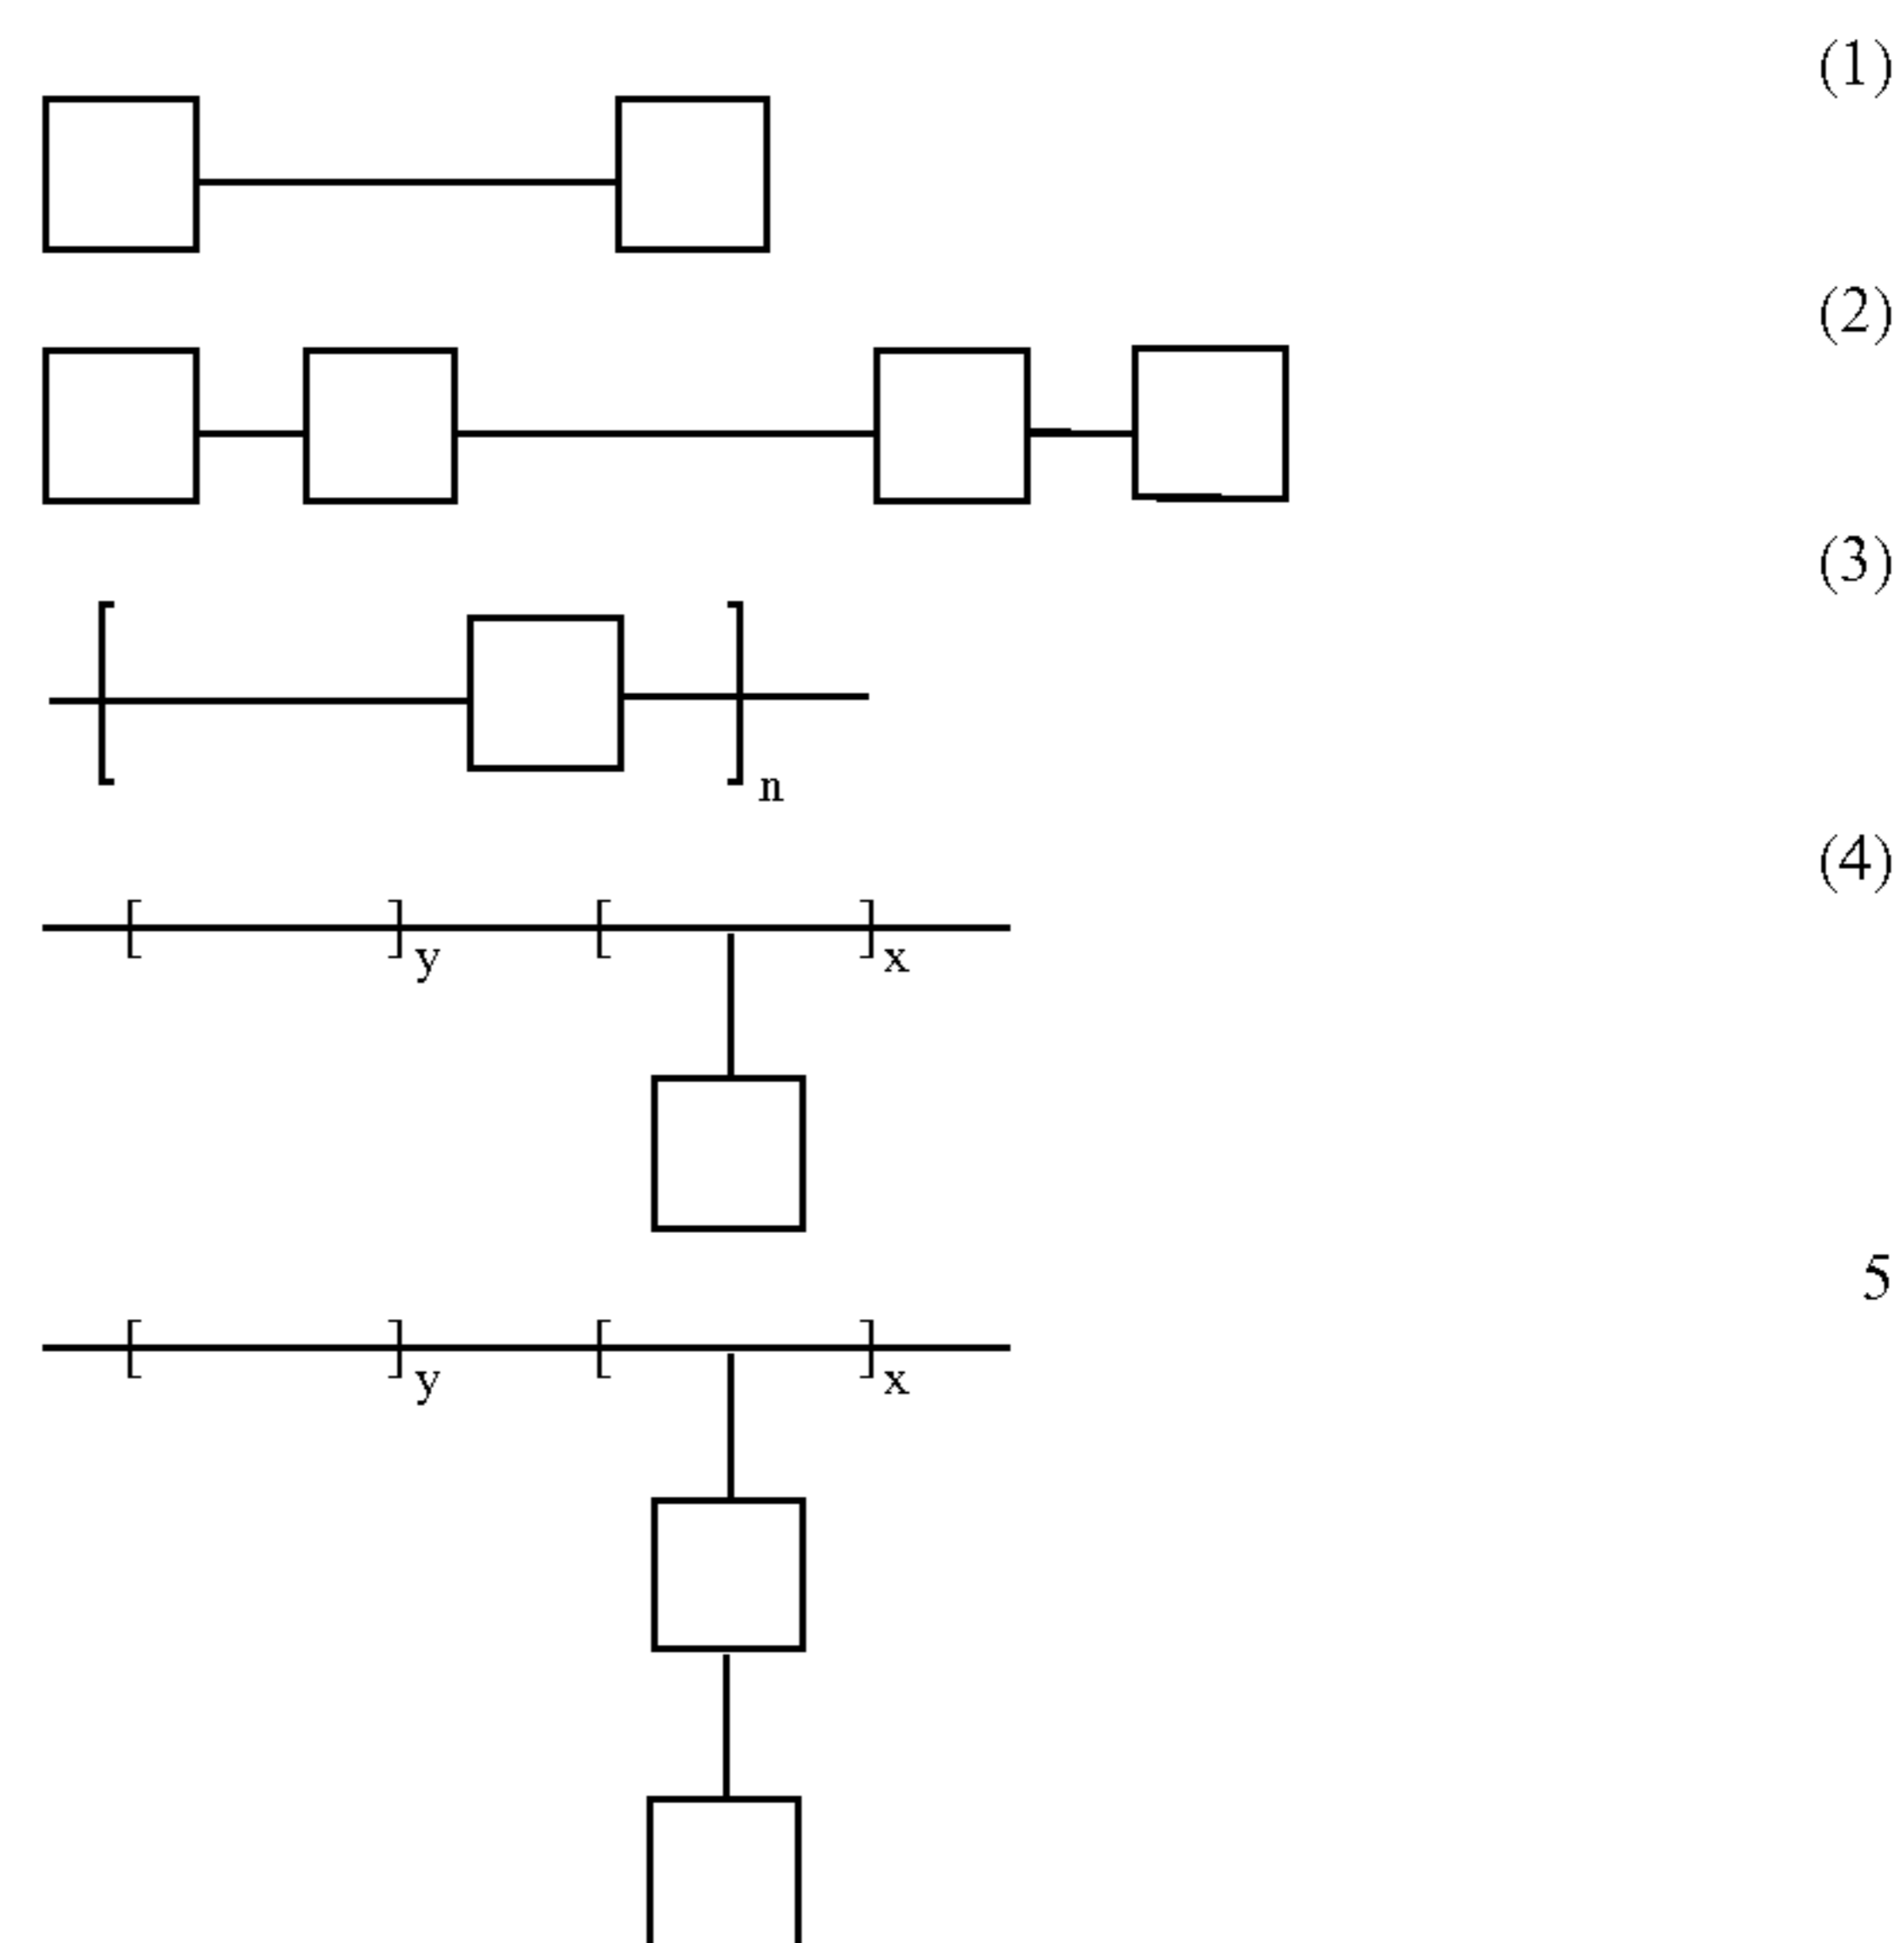 (1)
(2)
(3)
[ ]n
(4)
[ ]y [ ]x
5
[ ]y [ ]x